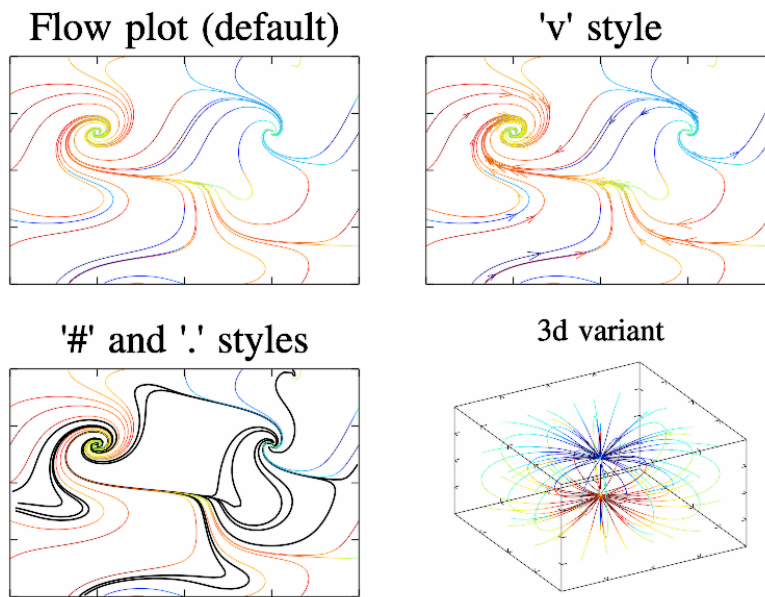 Flow plot (default)
'v' style
'#' and '.' styles
3d variant